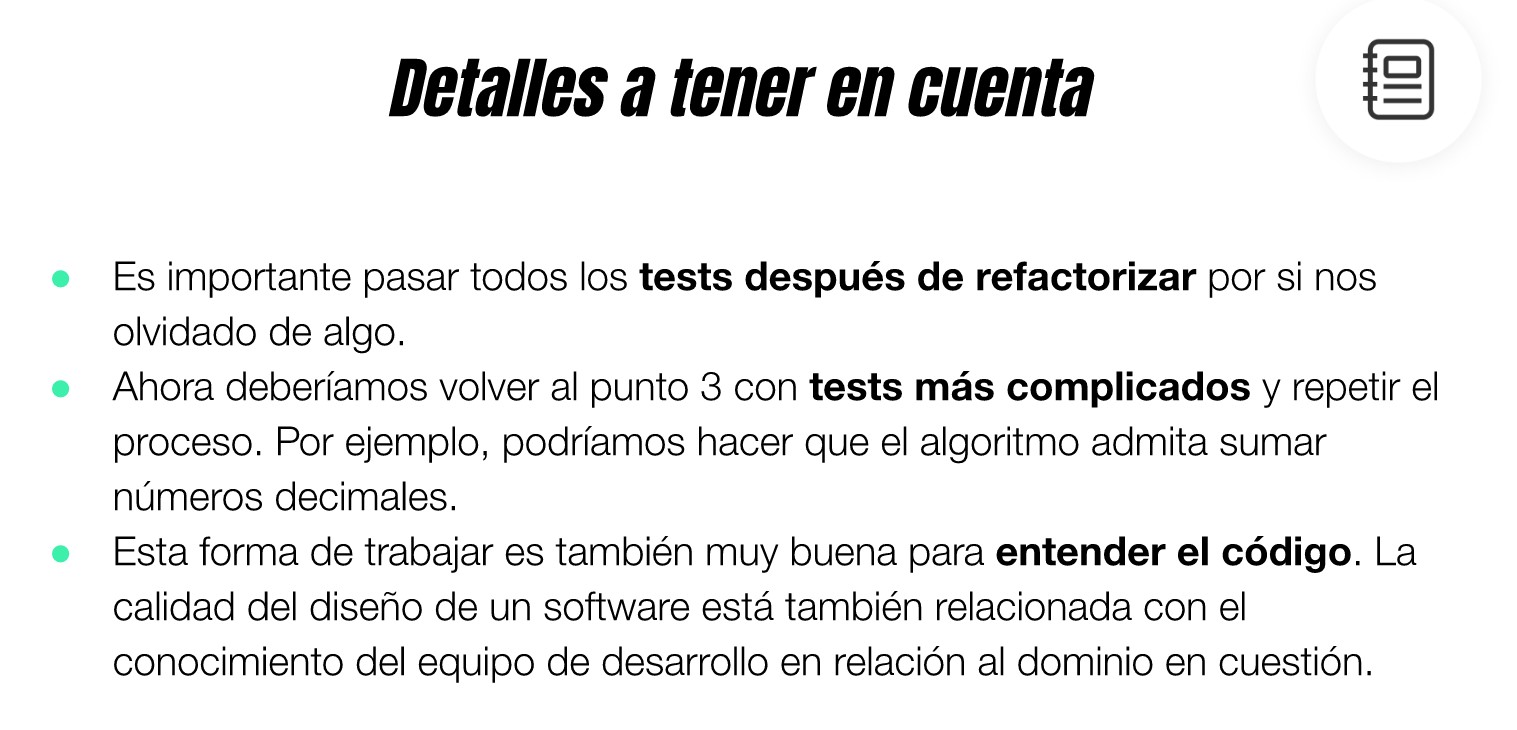 Detalles a tener en cuenta
Es importante pasar todos los tests después de refactorizar por si nos
olvidado de algo.
Ahora deberíamos volver al punto 3 con tests más complicados y repetir el
proceso. Por ejemplo, podríamos hacer que el algoritmo admita sumar
números decimales.
Esta forma de trabajar es también muy buena para entender el código. La
calidad del diseño de un software está también relacionada con el
conocimiento del equipo de desarrollo en relación al dominio en cuestión.